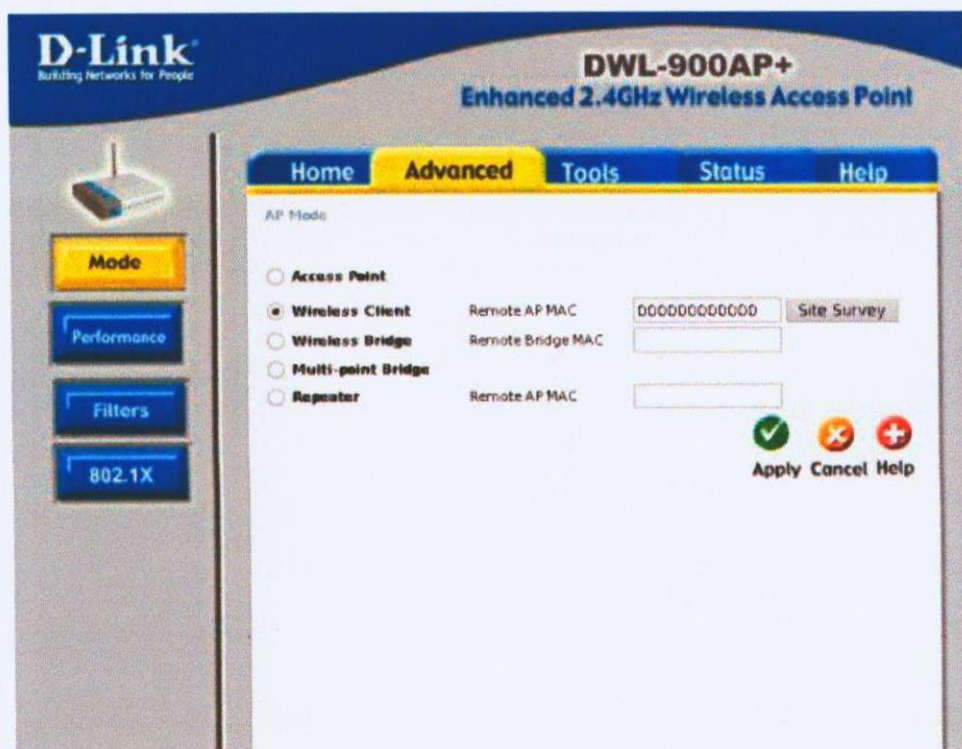 D-Link
Building Networks for People
DWL-900AP+
Enhanced 2.4GHz Wireless Access Point
Home Advanced Tools Status Help
AP Mode
Mode
Performance
Filters
802.1X
Access Point
Wireless Client Remote AP MAC 000000000000 Site Survey
Wireless Bridge Remote Bridge MAC
Multi-point Bridge
Repeater Remote AP MAC
Apply Cancel Help